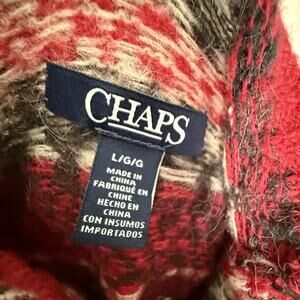 CHAPS
L/G/G
MADE IN
CHINA
FABRIQUÉ EN
CHINE
HECHO EN
CHINA
CON INSUMOS
IMPORTADOS